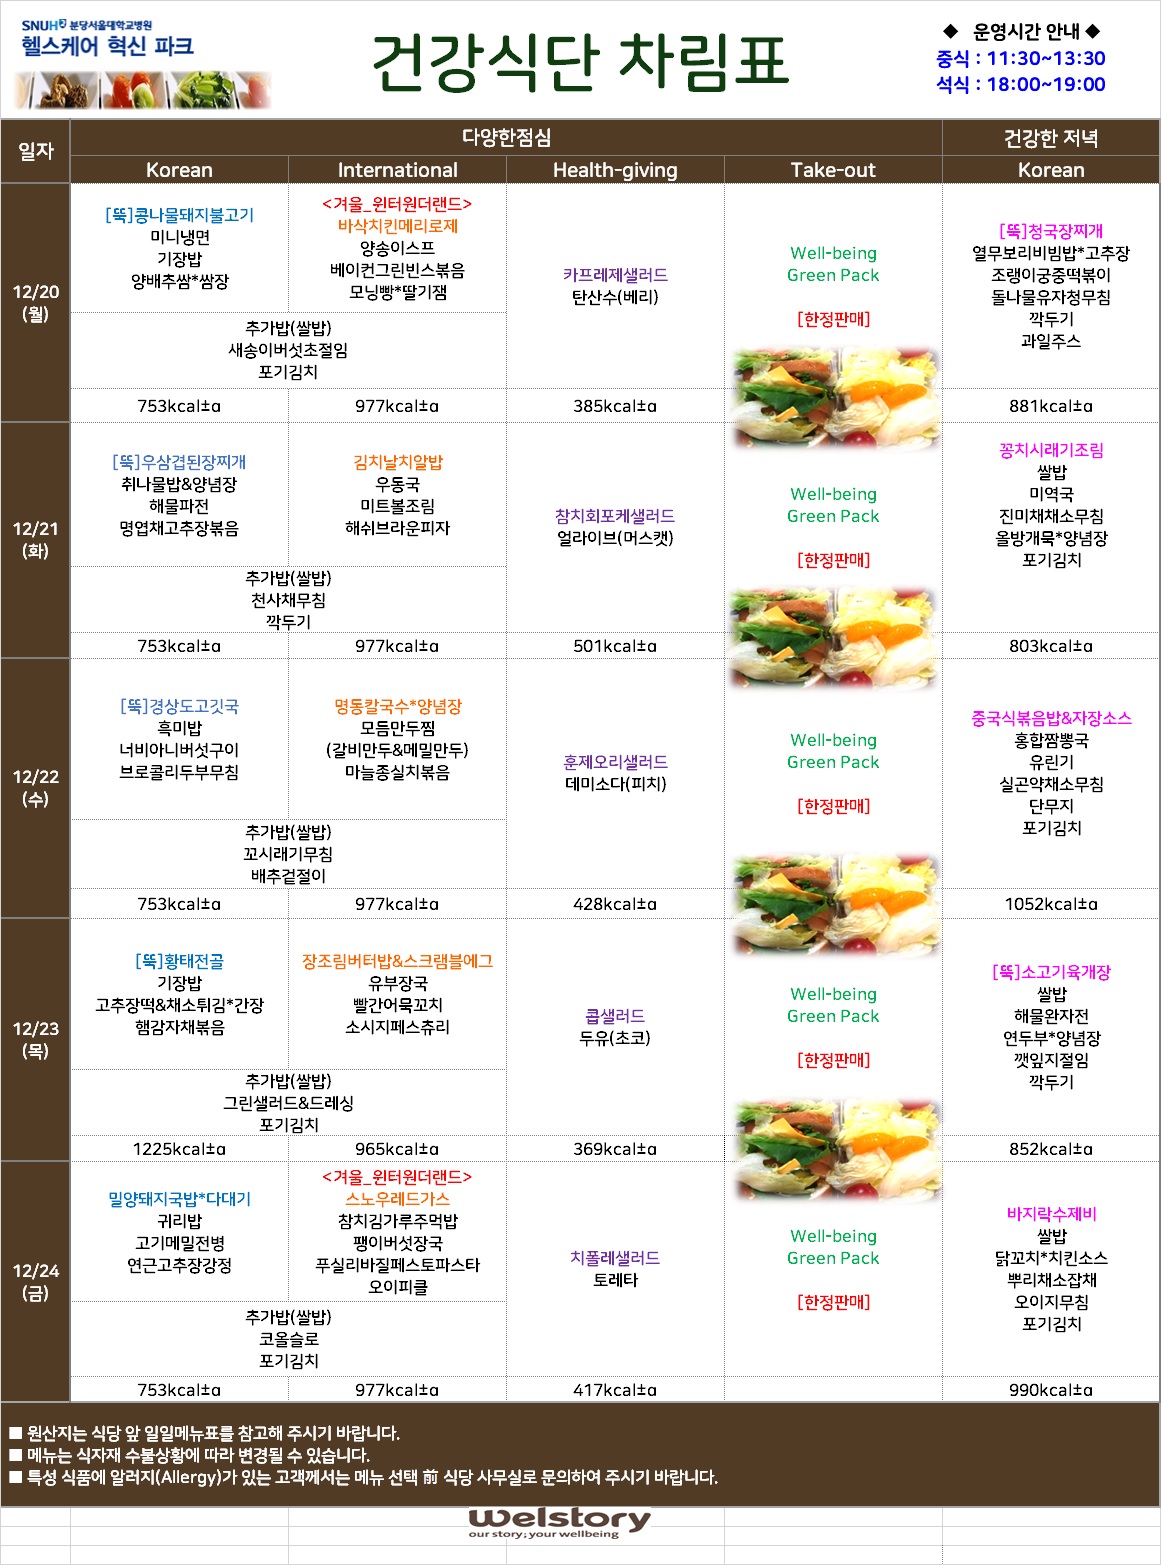 SNUH 분당서울대학교병원
헬스케어 혁신 파크
건강식단 차림표
◆ 운영시간 안내 ◆
중식 : 11:30~13:30
석식 : 18:00~19:00
일자
다양한점심
건강한 저녁
Korean
International
Health-giving
Take-out
Korean
12/20
(월)
[뚝]콩나물돼지불고기
미니냉면
기장밥
양배추쌈*쌈장
<겨울_윈터원더랜드>
바삭치킨메리로제
양송이스프
베이컨그린빈스볶음
모닝빵*딸기잼
추가밥(쌀밥)
새송이버섯초절임
포기김치
카프레제샐러드
탄산수(베리)
Well-being
Green Pack
[한정판매]
[뚝]청국장찌개
열무보리비빔밥*고추장
조랭이궁중떡볶이
돌나물유자청무침
깍두기
과일주스
753kcal±α
977kcal±α
385kcal±α
881kcal±α
12/21
(화)
[뚝]우삼겹된장찌개
취나물밥&양념장
해물파전
명엽채고추장볶음
김치날치알밥
우동국
미트볼조림
해쉬브라운피자
추가밥(쌀밥)
천사채무침
깍두기
참치회포케샐러드
얼라이브(머스캣)
Well-being
Green Pack
[한정판매]
꽁치시래기조림
쌀밥
미역국
진미채채소무침
올방개묵*양념장
포기김치
753kcal±α
977kcal±α
501kcal±α
803kcal±α
12/22
(수)
[뚝]경상도고깃국
흑미밥
너비아니버섯구이
브로콜리두부무침
명동칼국수*양념장
모듬만두찜
(갈비만두&메밀만두)
마늘종실치볶음
추가밥(쌀밥)
꼬시래기무침
배추겉절이
훈제오리샐러드
데미소다(피치)
Well-being
Green Pack
[한정판매]
중국식볶음밥&자장소스
홍합짬뽕국
유린기
실곤약채소무침
단무지
포기김치
753kcal±α
977kcal±α
428kcal±α
1052kcal±α
12/23
(목)
[뚝]황태전골
기장밥
고추장떡&채소튀김*간장
햄감자채볶음
장조림버터밥&스크램블에그
유부장국
빨간어묵꼬치
소시지페스츄리
추가밥(쌀밥)
그린샐러드&드레싱
포기김치
콥샐러드
두유(초코)
Well-being
Green Pack
[한정판매]
[뚝]소고기육개장
쌀밥
해물완자전
연두부*양념장
깻잎지절임
깍두기
1225kcal±α
965kcal±α
369kcal±α
852kcal±α
12/24
(금)
밀양돼지국밥*다대기
귀리밥
고기메밀전병
연근고추장강정
<겨울_윈터원더랜드>
스노우레드가스
참치김가루주먹밥
팽이버섯장국
푸실리바질페스토파스타
오이피클
추가밥(쌀밥)
코올슬로
포기김치
치폴레샐러드
토레타
Well-being
Green Pack
[한정판매]
바지락수제비
쌀밥
닭꼬치*치킨소스
뿌리채소잡채
오이지무침
포기김치
753kcal±α
977kcal±α
417kcal±α
990kcal±α
■ 원산지는 식당 앞 일일메뉴표를 참고해 주시기 바랍니다.
■ 메뉴는 식자재 수불상황에 따라 변경될 수 있습니다.
■ 특성 식품에 알러지(Allergy)가 있는 고객께서는 메뉴 선택 前 식당 사무실로 문의하여 주시기 바랍니다.
welstory
our story; your wellbeing